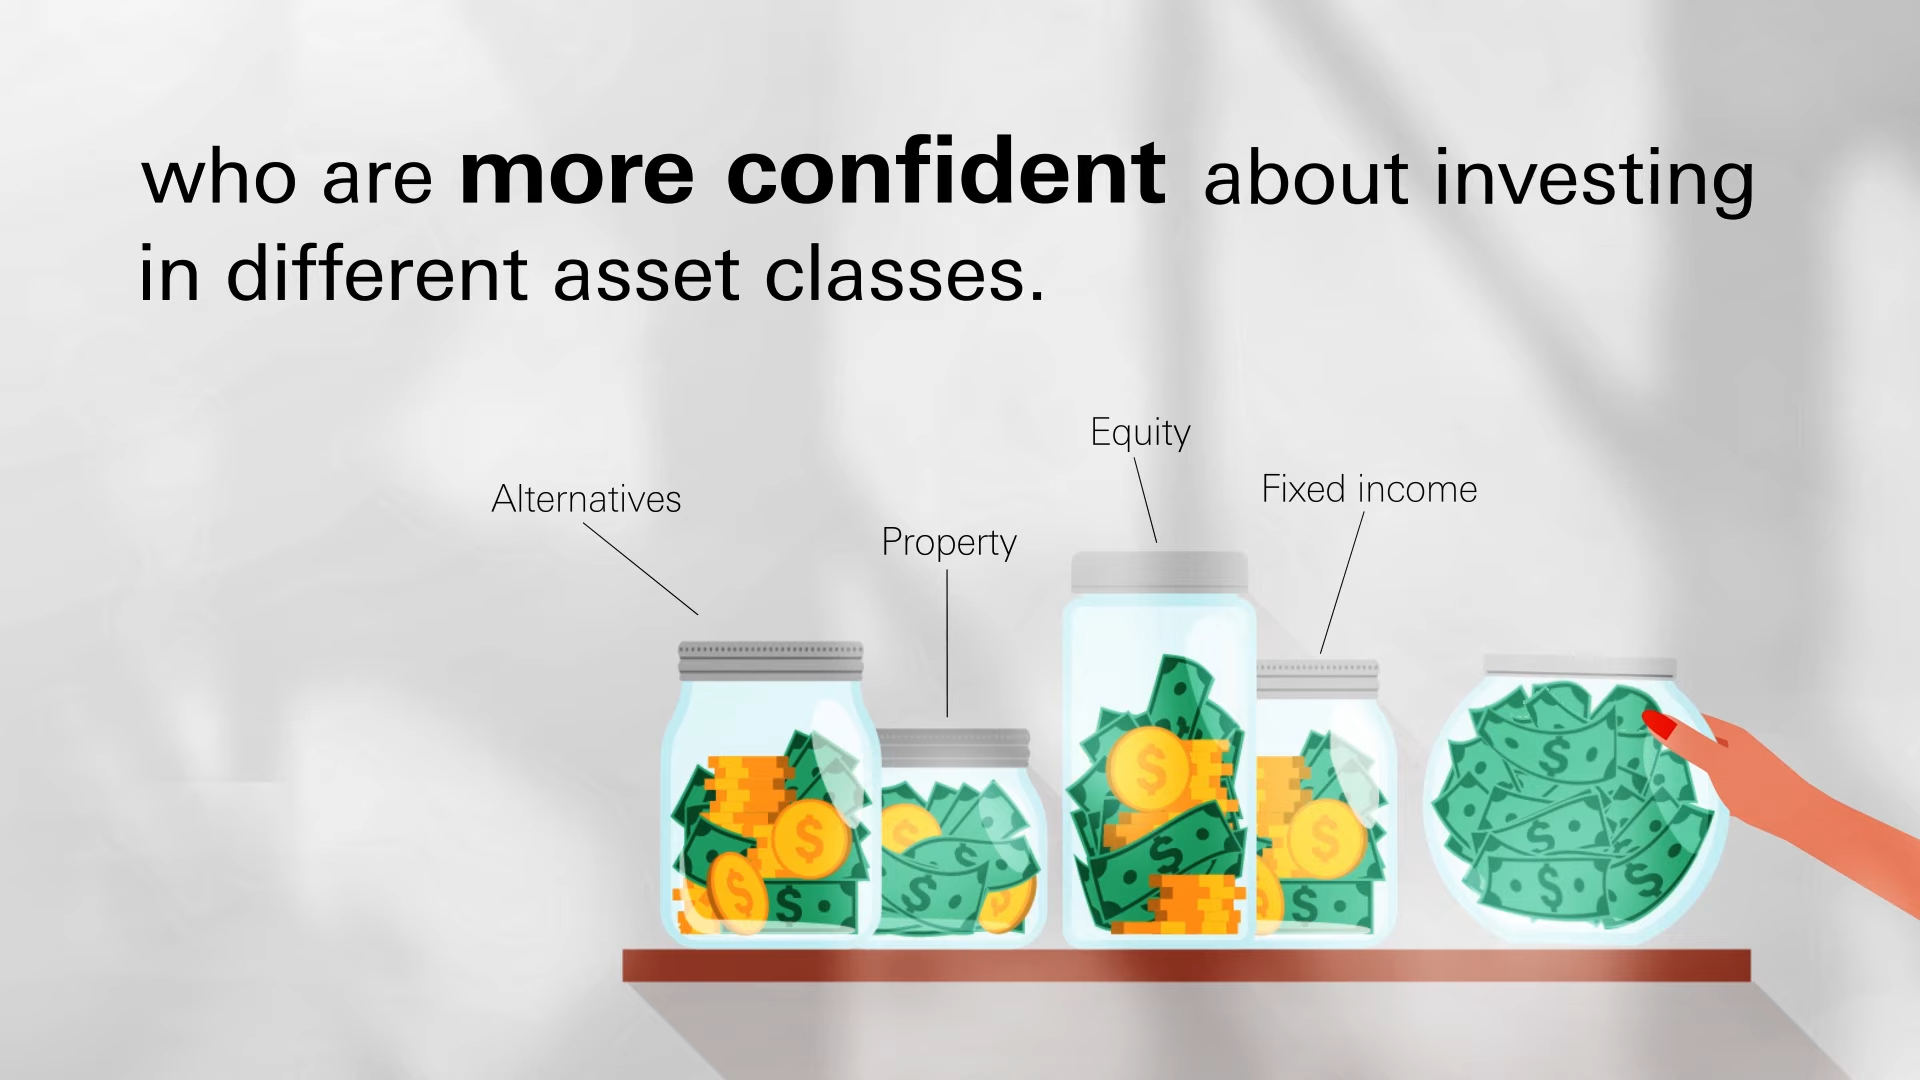 who are more confident about investing
in different asset classes.
Equity
Fixed income
Alternatives
Property